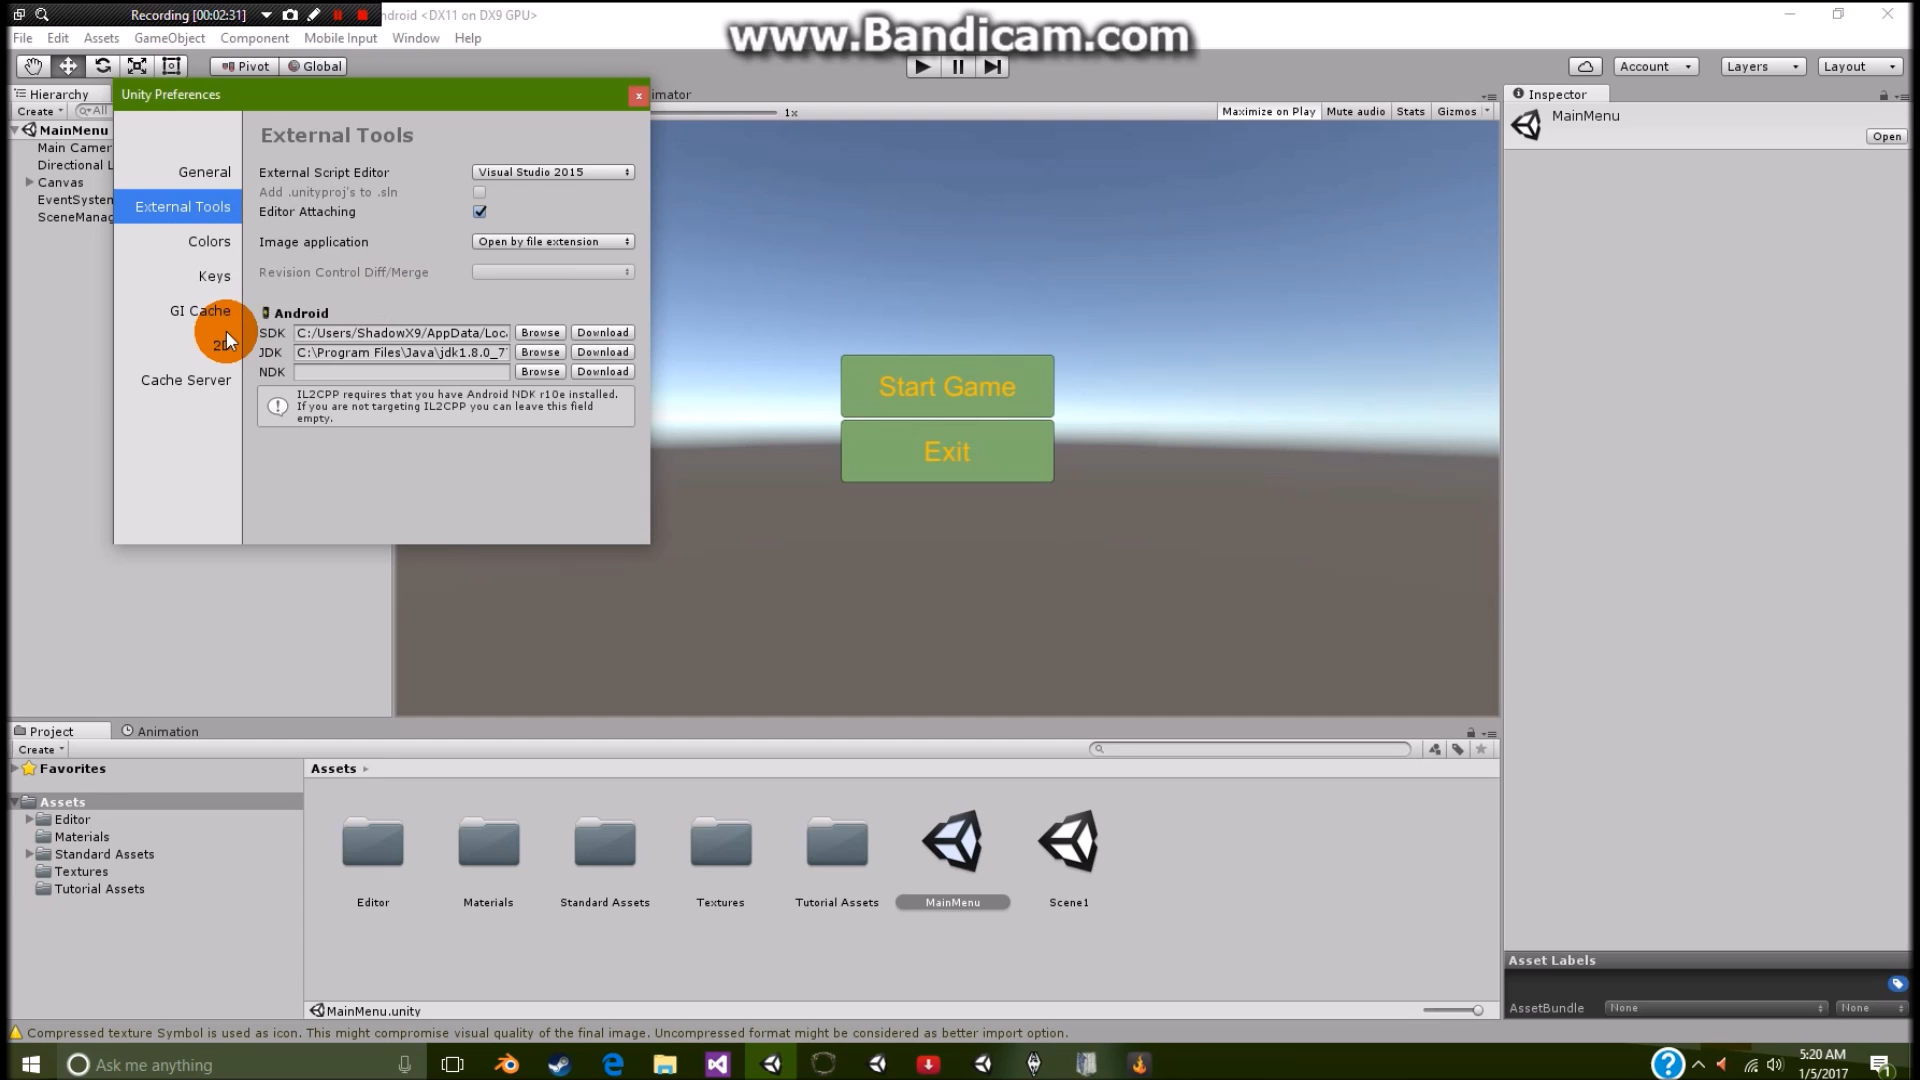 Recording [00:02:31]
ndroid <DX11 on DX9 GPU>
www.Bandicam.com
File Edit Assets GameObject Component Mobile Input Window Help
Pivot Global
Account Layers Layout
Hierarchy
Create All
MainMenu
Main Camer
Directional L
Canvas
EventSystem
SceneManag
Unity Preferences
x
General
External Tools
Colors
Keys
GI Cache
2D
Cache Server
External Tools
External Script Editor Visual Studio 2015
Add .unityproj's to .sln
Editor Attaching
Image application Open by file extension
Revision Control Diff/Merge
Android
SDK C:/Users/ShadowX9/AppData/Loc Browse Download
JDK C:\Program Files\Java\jdk1.8.0_7 Browse Download
NDK Browse Download
IL2CPP requires that you have Android NDK r10e installed.
If you are not targeting IL2CPP you can leave this field
empty.
imator
1x
Maximize on Play Mute audio Stats Gizmos
Start Game
Exit
Inspector
MainMenu
Open
Project Animation
Create
Favorites
Assets
Editor
Materials
Standard Assets
Textures
Tutorial Assets
Assets
Editor Materials Standard Assets Textures Tutorial Assets MainMenu Scene1
MainMenu.unity
Asset Labels
AssetBundle None None
Compressed texture Symbol is used as icon. This might compromise visual quality of the final image. Uncompressed format might be considered as better import option.
Ask me anything
5:20 AM
1/5/2017
1